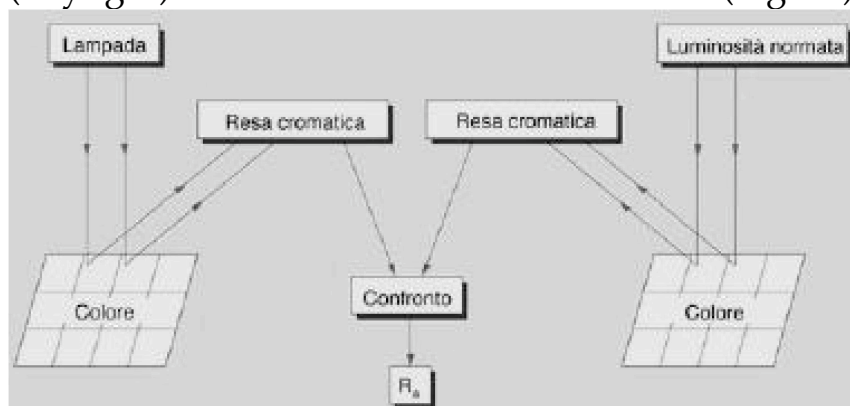 Lampada
Luminosità normata
Resa cromatica
Resa cromatica
Colore
Confronto
Colore
Ra